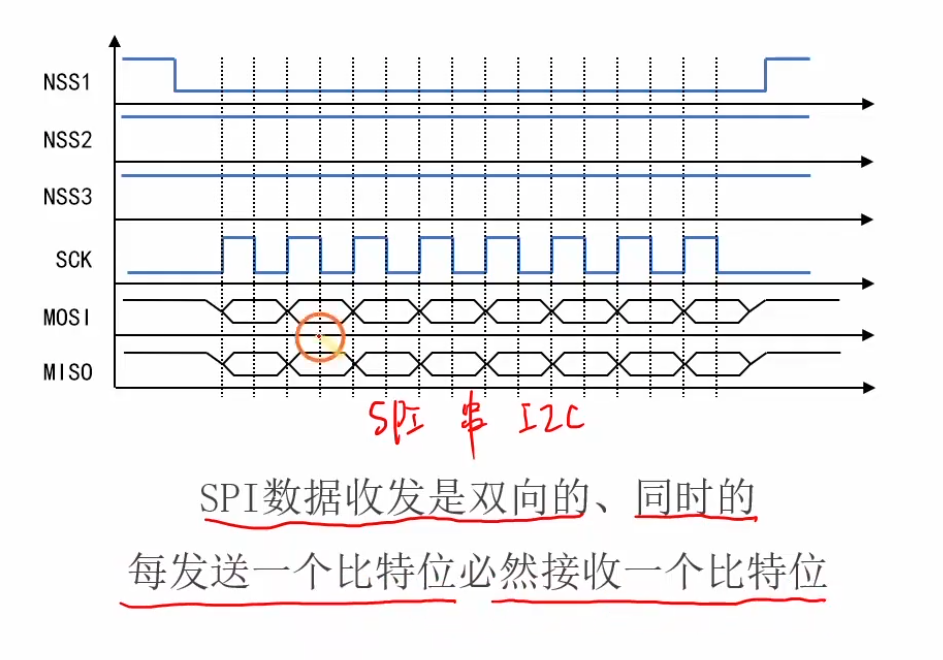 NSS1
NSS2
NSS3
SCK
MOSI
MISO
SPI 串 I2C
SPI数据收发是双向的、同时的
每发送一个比特位必然接收一个比特位